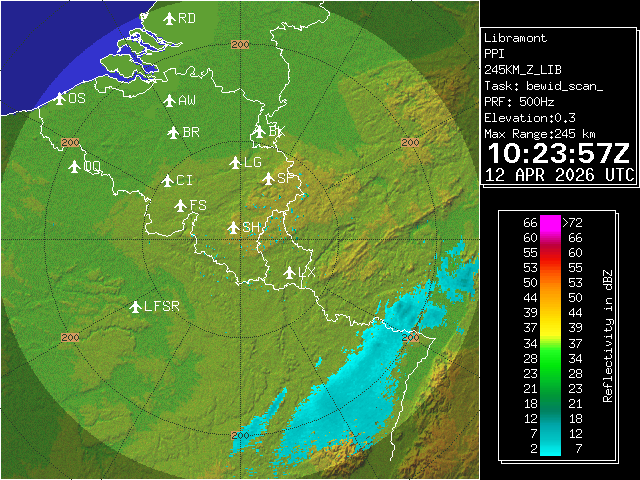 RD
200
OS
AW
BR
BK
200
200
QQ
LG
CI
SP
FS
SH
LX
LFSR
200
200
200
Librament
PPI
245KM_Z_LIB
Task: bewid_scan_
PRF: 500Hz
Elevation:0.3
Max Range:245 km
10:23:57Z
12 APR 2026 UTC
66 >72
60 66
55 60
53 55
50 53
44 50
39 44
37 39
34 37
28 34
23 28
21 23
18 21
12 18
7 12
2 7
Reflectivity in dBZ